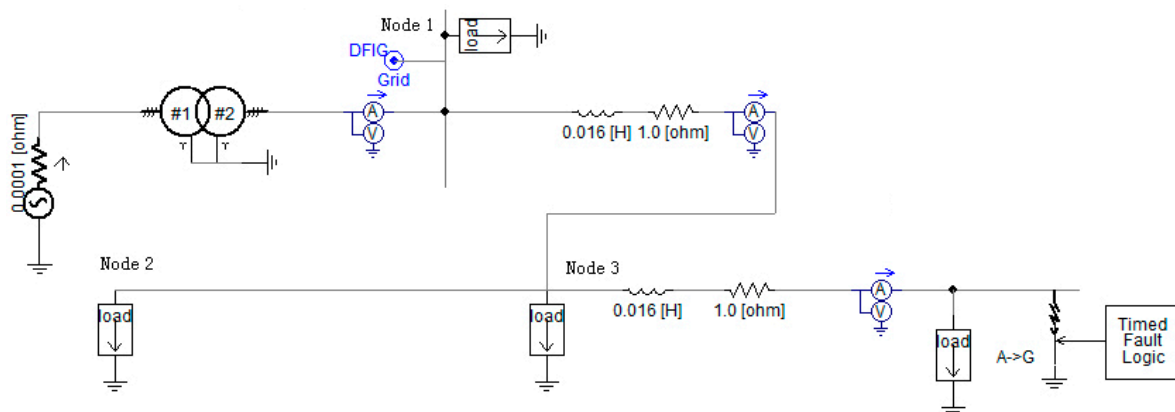 Node 1
load
DFIG
Grid
#1
#2
A
V
0.016 [H]
1.0 [ohm]
A
V
0.0001 [ohm]
Node 2
Node 3
load
load
0.016 [H]
1.0 [ohm]
A
V
load
A->G
Timed
Fault
Logic